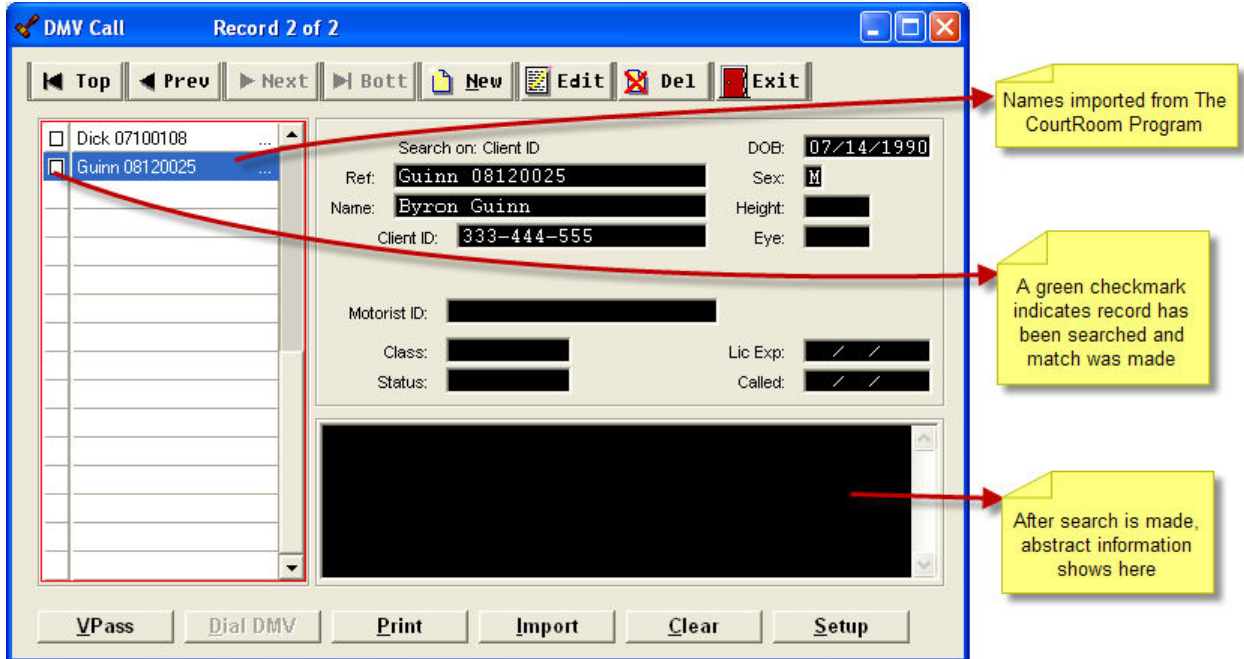 DMV Call Record 2 of 2
Top Prev Next Bott New Edit Del Exit
Dick 07100108 ...
Guinn 08120025 ...
Search on: Client ID
DOB: 07/14/1990
Ref: Guinn 08120025
Sex: M
Name: Byron Guinn
Height:
Client ID: 333-444-555
Eye:
Motorist ID:
Class:
Lic Exp: / /
Status:
Called: / /
VPass Dial DMV Print Import Clear Setup
Names imported from The
CourtRoom Program
A green checkmark
indicates record has
been searched and
match was made
After search is made,
abstract information
shows here